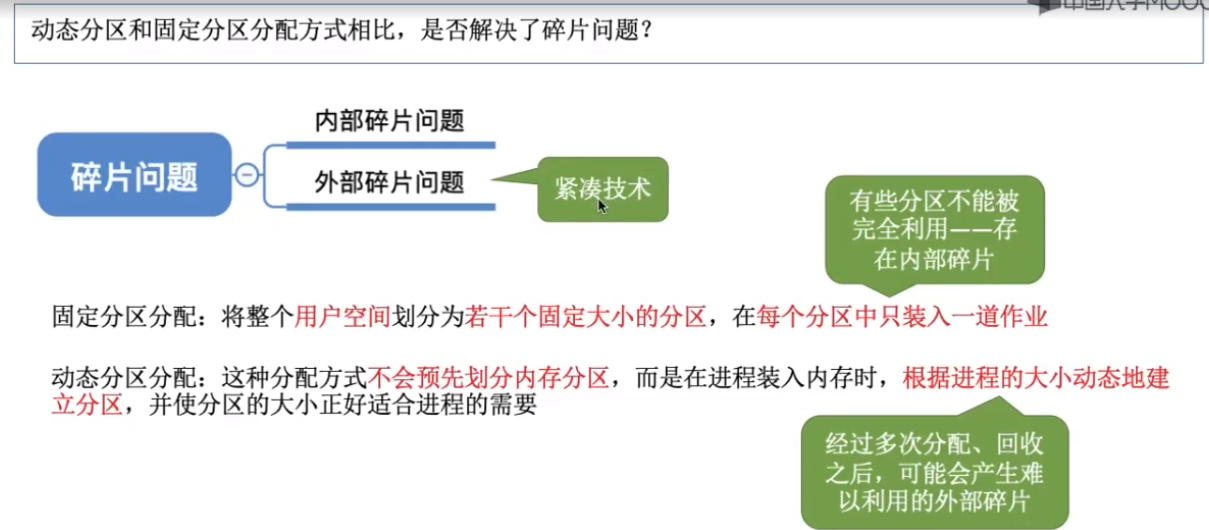 中国大学MOOC
动态分区和固定分区分配方式相比，是否解决了碎片问题？
内部碎片问题
碎片问题
外部碎片问题
紧凑技术
有些分区不能被
完全利用——存
在内部碎片
固定分区分配：将整个用户空间划分为若干个固定大小的分区，在每个分区中只装入一道作业
动态分区分配：这种分配方式不会预先划分内存分区，而是在进程装入内存时，根据进程的大小动态地建
立分区，并使分区的大小正好适合进程的需要
经过多次分配、回收
之后，可能会产生难
以利用的外部碎片